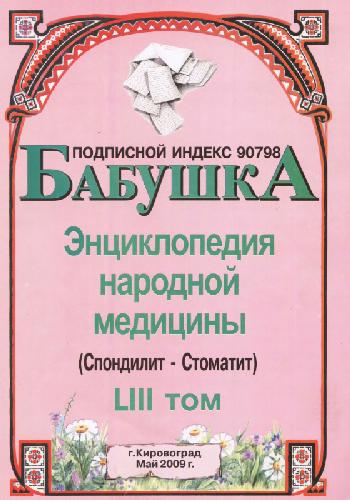 ПОДПИСНОЙ ИНДЕКС 90798
БАБУШКА
Энциклопедия
народной
медицины
(Спондилит - Стоматит)
LIII том
г.Кировоград
Май 2009 г.